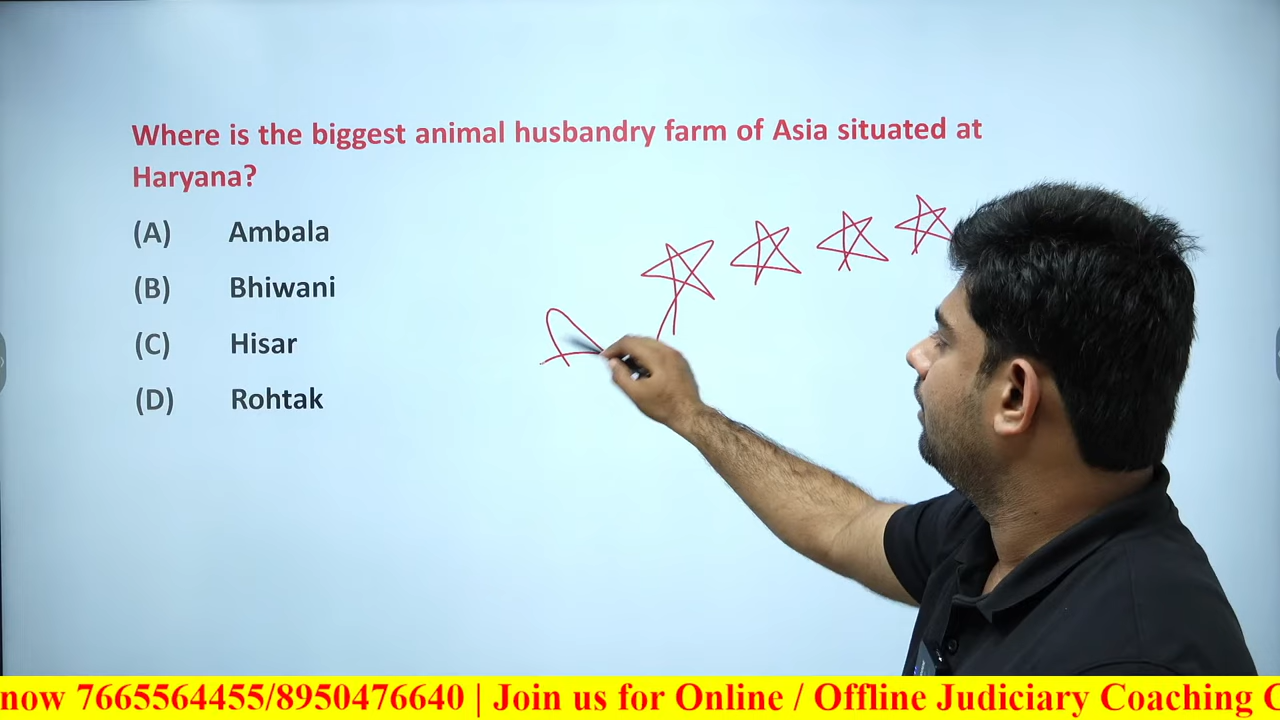 Where is the biggest animal husbandry farm of Asia situated at
Haryana?
(A) Ambala
(B) Bhiwani
(C) Hisar
(D) Rohtak
now 7665564455/8950476640 | Join us for Online / Offline Judiciary Coaching C